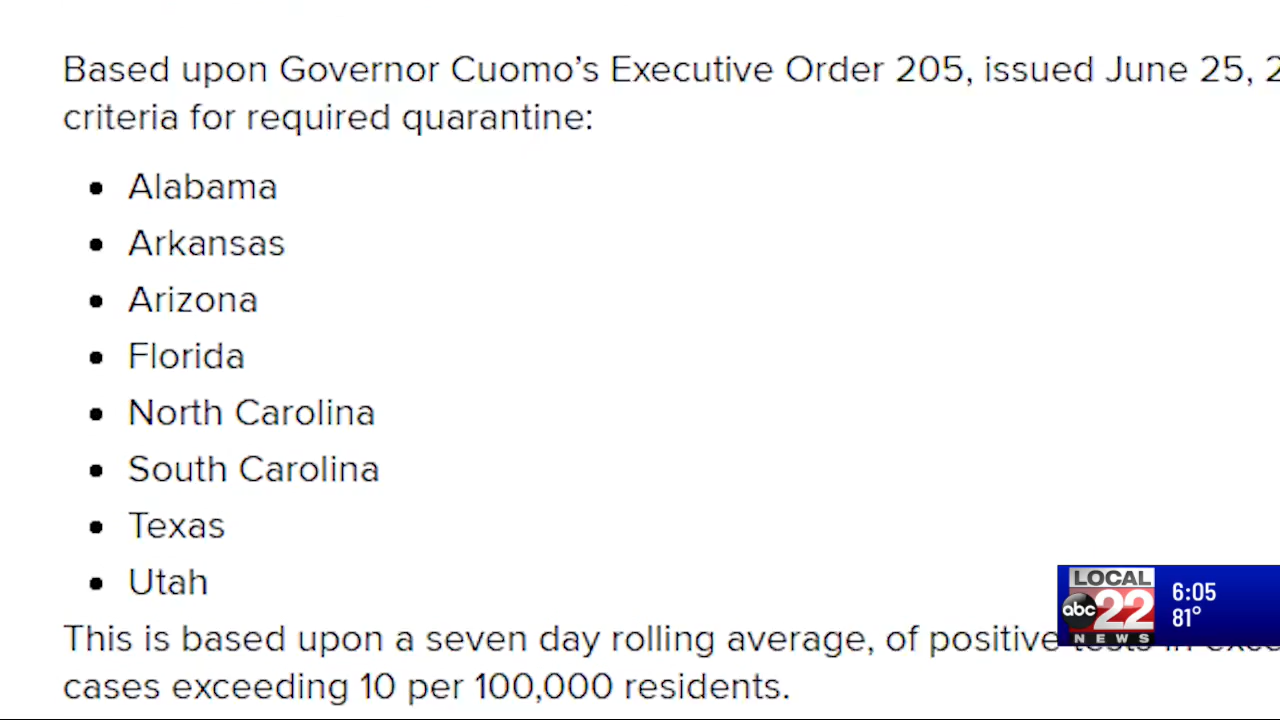 Based upon Governor Cuomo’s Executive Order 205, issued June 25,
criteria for required quarantine:
• Alabama
• Arkansas
• Arizona
• Florida
• North Carolina
• South Carolina
• Texas
• Utah
This is based upon a seven day rolling average, of positive tests in
cases exceeding 10 per 100,000 residents.
LOCAL
abc 22
NEWS
6:05
81°